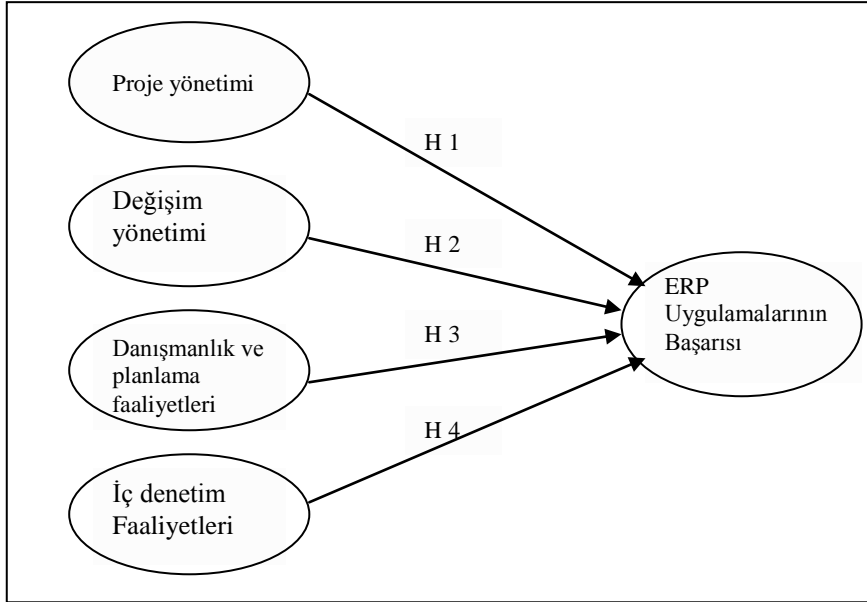 Proje yönetimi
H 1
Değişim
yönetimi
H 2
ERP
Uygulamalarının
Başarısı
Danışmanlık ve
planlama
faaliyetleri
H 3
H 4
İç denetim
Faaliyetleri